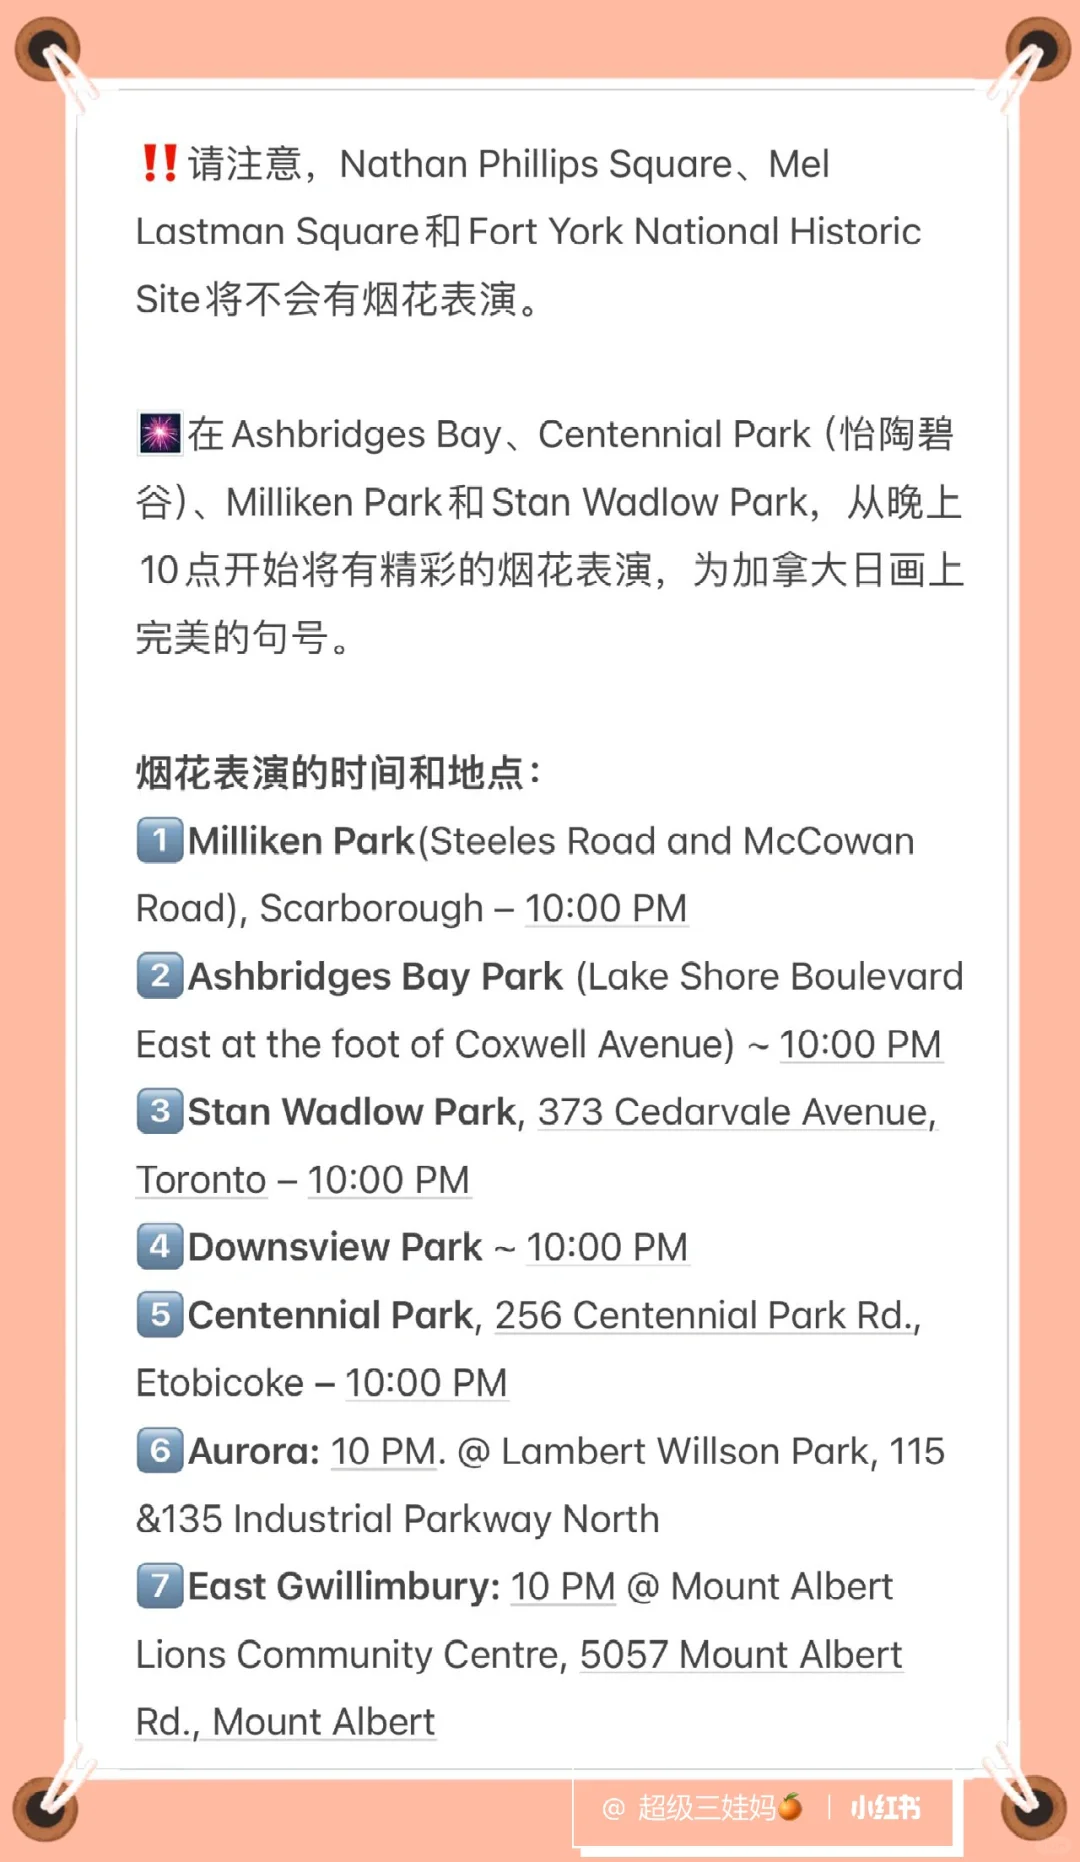 ‼️请注意，Nathan Phillips Square、Mel
Lastman Square和Fort York National Historic
Site将不会有烟花表演。
🎆在Ashbridges Bay、Centennial Park (怡陶碧
谷)、Milliken Park和Stan Wadlow Park，从晚上
10点开始将有精彩的烟花表演，为加拿大日画上
完美的句号。
烟花表演的时间和地点：
1️⃣Milliken Park(Steeles Road and McCowan
Road), Scarborough – 10:00 PM
2️⃣Ashbridges Bay Park (Lake Shore Boulevard
East at the foot of Coxwell Avenue) ~ 10:00 PM
3️⃣Stan Wadlow Park, 373 Cedarvale Avenue,
Toronto – 10:00 PM
4️⃣Downsview Park ~ 10:00 PM
5️⃣Centennial Park, 256 Centennial Park Rd.,
Etobicoke – 10:00 PM
6️⃣Aurora: 10 PM. @ Lambert Willson Park, 115
&135 Industrial Parkway North
7️⃣East Gwillimbury: 10 PM @ Mount Albert
Lions Community Centre, 5057 Mount Albert
Rd., Mount Albert
@ 超级三娃妈🍊 | 小红书